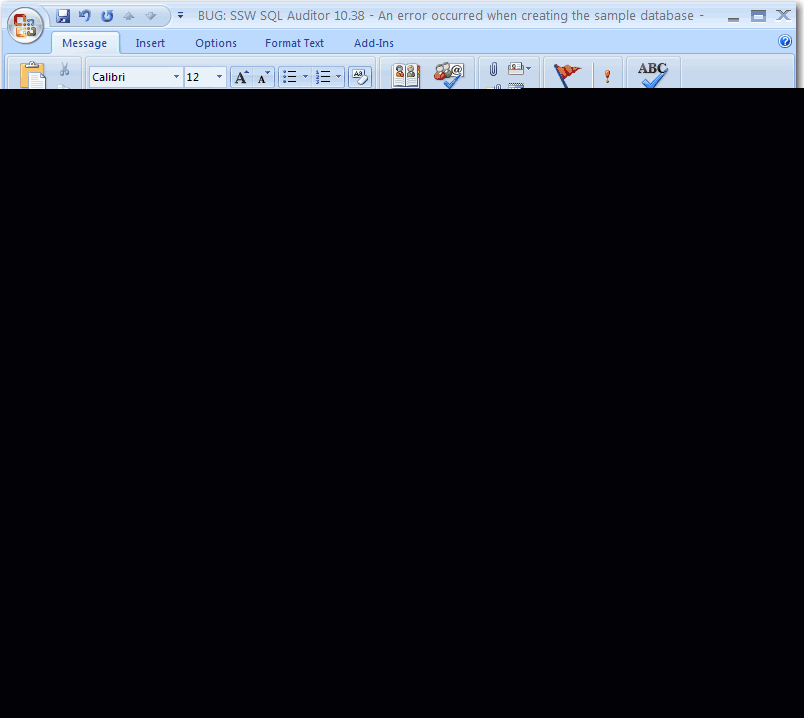 BUG: SSW SQL Auditor 10.38 - An error occurred when creating the sample database -
Message Insert Options Format Text Add-Ins
Calibri 12 A A ABC